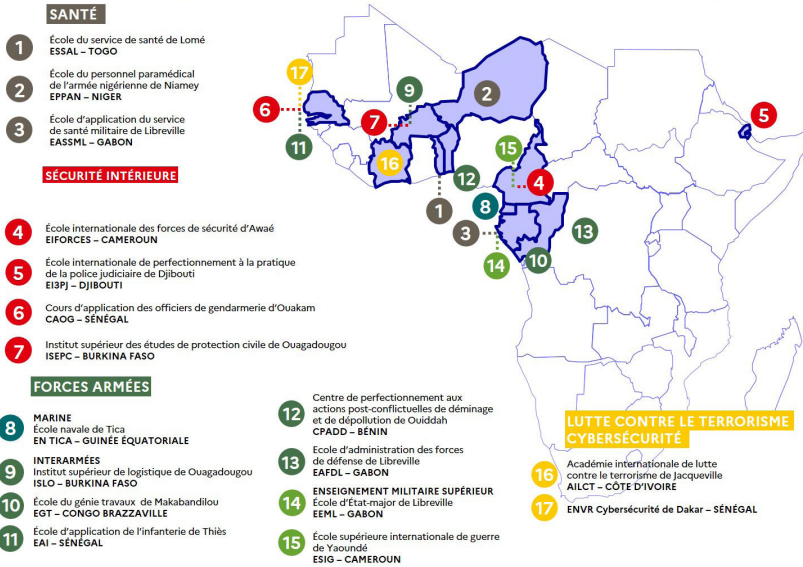 SANTÉ
1
École du service de santé de Lomé
ESSAL – TOGO
2
École du personnel paramédical
de l'armée nigérienne de Niamey
EPPAN – NIGER
3
École d'application du service
de santé militaire de Libreville
EASSML – GABON
SÉCURITÉ INTÉRIEURE
4
École internationale des forces de sécurité d'Awaé
EIFORCES – CAMEROUN
5
École internationale de perfectionnement à la pratique
de la police judiciaire de Djibouti
EI3PJ – DJIBOUTI
6
Cours d'application des officiers de gendarmerie d'Ouakam
CAOG – SÉNÉGAL
7
Institut supérieur des études de protection civile de Ouagadougou
ISEPC – BURKINA FASO
FORCES ARMÉES
8
MARINE
École navale de Tica
EN TICA – GUINÉE ÉQUATORIALE
9
INTERARMÉES
Institut supérieur de logistique de Ouagadougou
ISLO – BURKINA FASO
10
École du génie travaux de Makabandilou
EGT – CONGO BRAZZAVILLE
11
École d'application de l'infanterie de Thiès
EAI – SÉNÉGAL
12
Centre de perfectionnement aux
actions post-conflictuelles de déminage
et de dépollution de Ouiddah
CPADD – BÉNIN
13
Ecole d'administration des forces
de défense de Libreville
EAFDL – GABON
14
ENSEIGNEMENT MILITAIRE SUPÉRIEUR
École d'État-major de Libreville
EEML – GABON
15
École supérieure internationale de guerre
de Yaoundé
ESIG – CAMEROUN
LUTTE CONTRE LE TERRORISME
CYBERSÉCURITÉ
16
Académie internationale de lutte
contre le terrorisme de Jacqueville
AILCT – CÔTE D'IVOIRE
17
ENVR Cybersécurité de Dakar – SÉNÉGAL
17
9
2
6
7
5
11
16
15
12
4
1
8
3
13
14
10